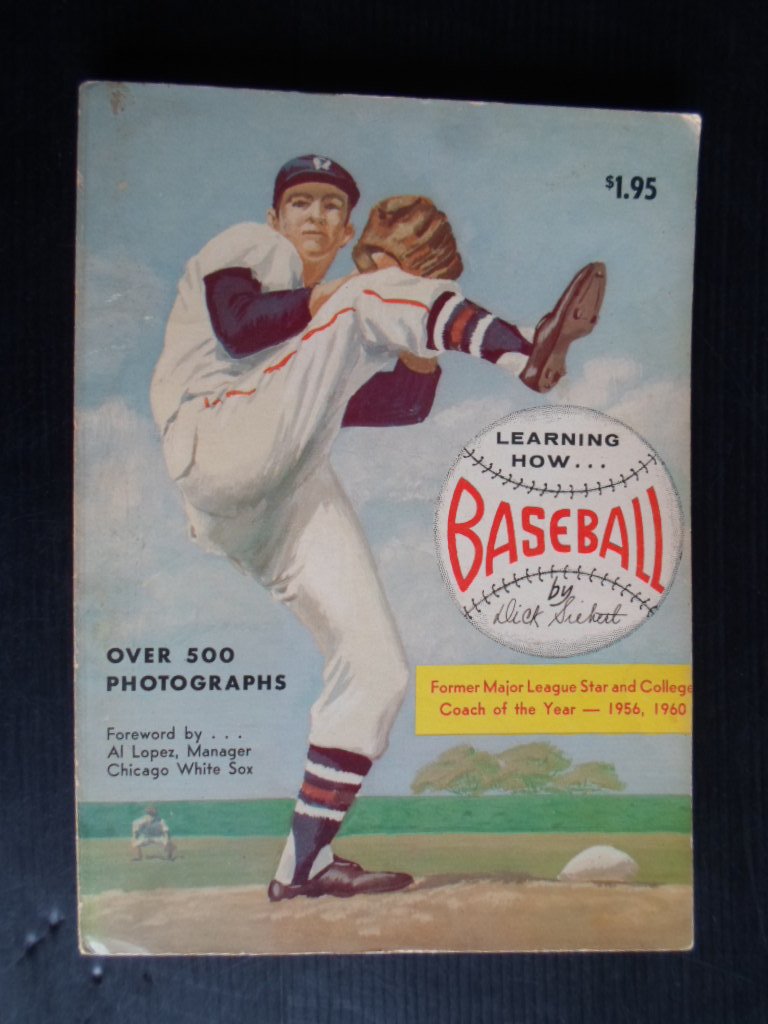 $1.95
LEARNING
HOW...
BASEBALL
by
Dick Siebert
Former Major League Star and College
Coach of the Year — 1956, 1960
OVER 500
PHOTOGRAPHS
Foreword by . . .
Al Lopez, Manager
Chicago White Sox